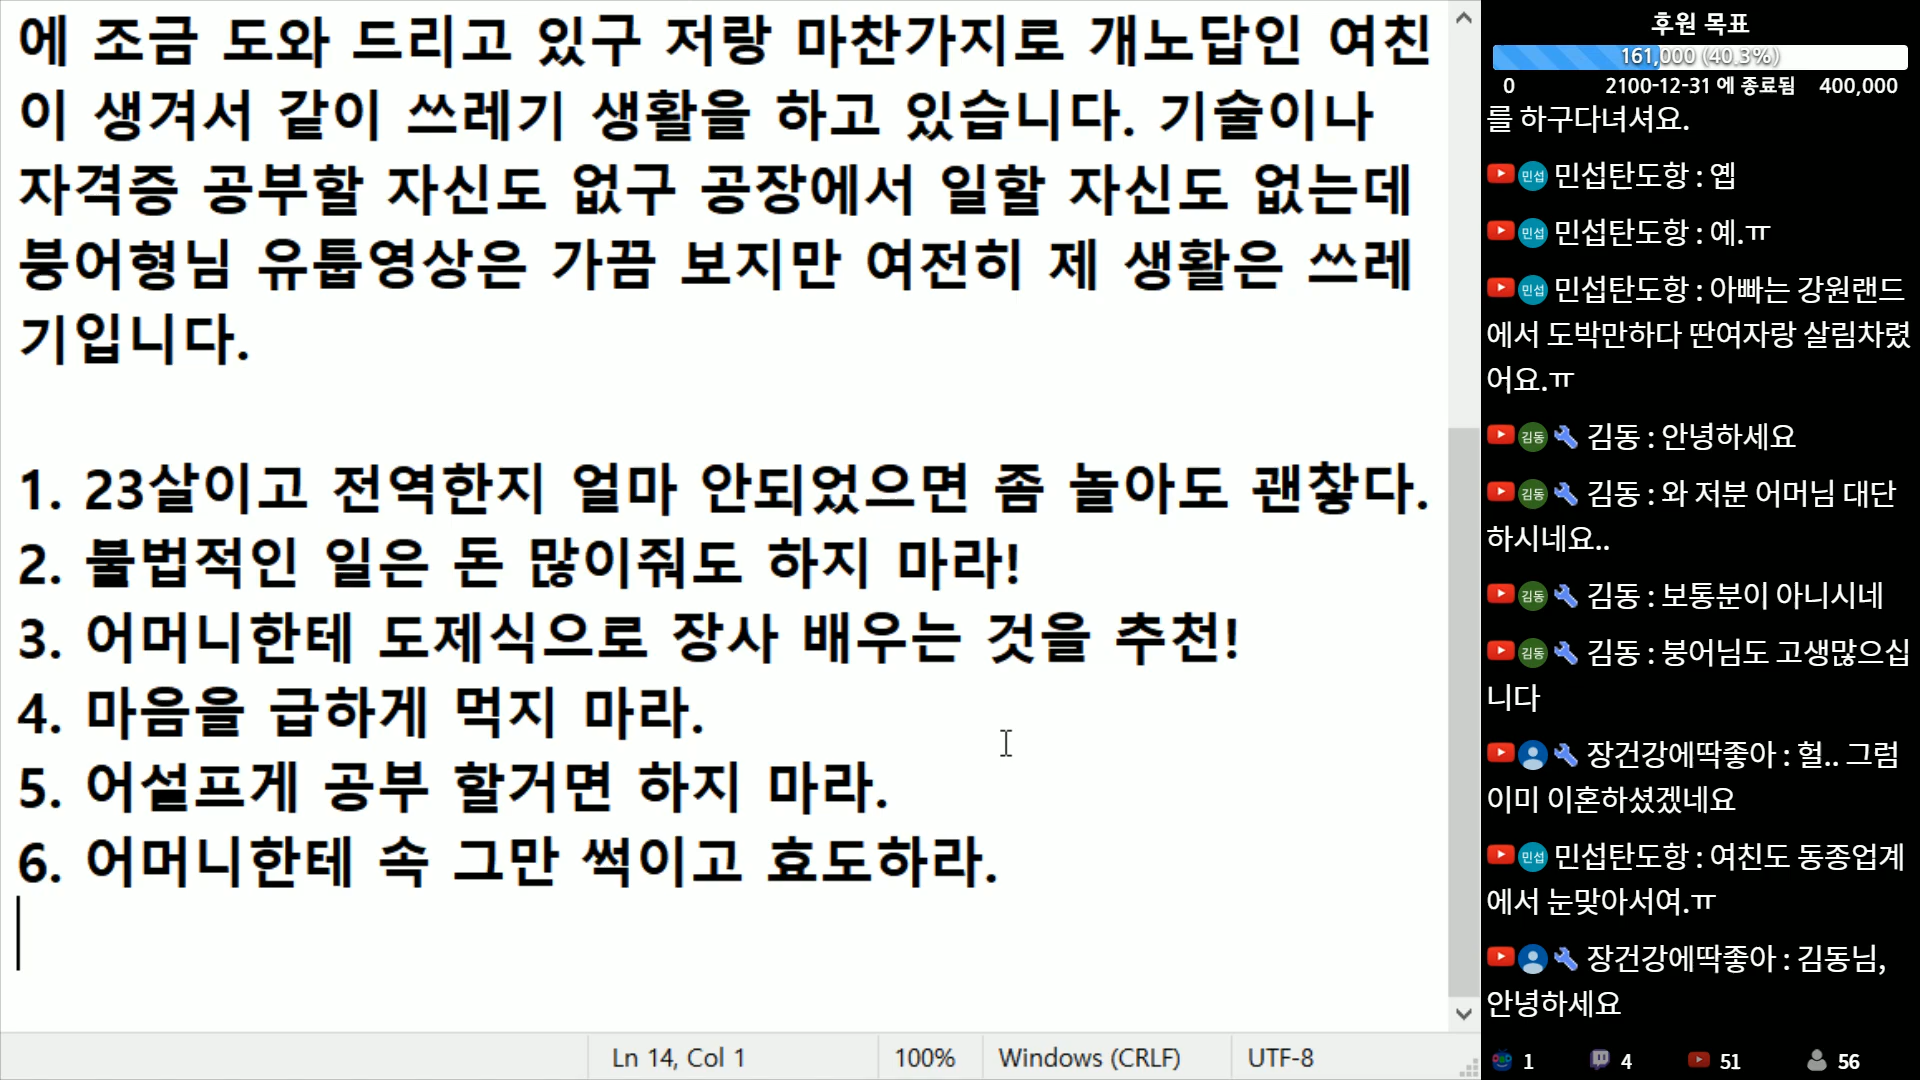 에 조금 도와 드리고 있구 저랑 마찬가지로 개노답인 여친
이 생겨서 같이 쓰레기 생활을 하고 있습니다. 기술이나
자격증 공부할 자신도 없구 공장에서 일할 자신도 없는데
붕어형님 유튭영상은 가끔 보지만 여전히 제 생활은 쓰레
기입니다.
1. 23살이고 전역한지 얼마 안되었으면 좀 놀아도 괜찮다.
2. 불법적인 일은 돈 많이줘도 하지 마라!
3. 어머니한테 도제식으로 장사 배우는 것을 추천!
4. 마음을 급하게 먹지 마라.
5. 어설프게 공부 할거면 하지 마라.
6. 어머니한테 속 그만 썩이고 효도하라.
Ln 14, Col 1 100% Windows (CRLF) UTF-8
후원 목표
161,000 (40.3%)
0 2100-12-31 에 종료됨 400,000
를 하구다녀셔요.
민섭 민섭탄도항 : 옙
민섭 민섭탄도항 : 예.ㅠ
민섭 민섭탄도항 : 아빠는 강원랜드
에서 도박만하다 딴여자랑 살림차렸
어요.ㅠ
김동 김동 : 안녕하세요
김동 김동 : 와 저분 어머님 대단
하시네요..
김동 김동 : 보통분이 아니시네
김동 김동 : 붕어님도 고생많으십
니다
장건강에딱좋아 : 헐.. 그럼
이미 이혼하셨겠네요
민섭 민섭탄도항 : 여친도 동종업계
에서 눈맞아서여.ㅠ
장건강에딱좋아 : 김동님,
안녕하세요
1 4 51 56